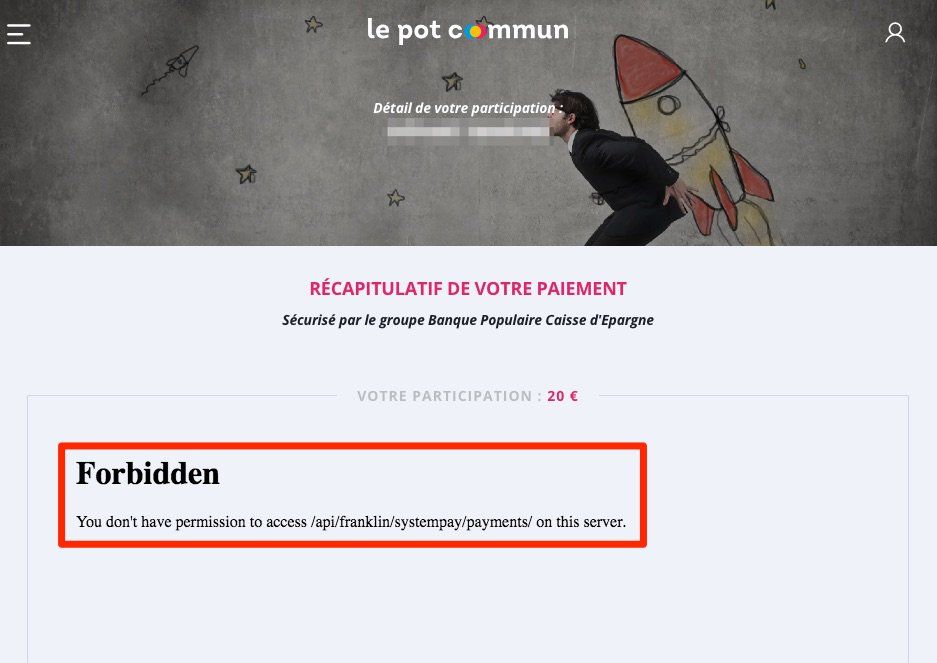 le pot commun
Détail de votre participation :
RÉCAPITULATIF DE VOTRE PAIEMENT
Sécurisé par le groupe Banque Populaire Caisse d'Epargne
VOTRE PARTICIPATION : 20 €
Forbidden
You don't have permission to access /api/franklin/systempay/payments/ on this server.